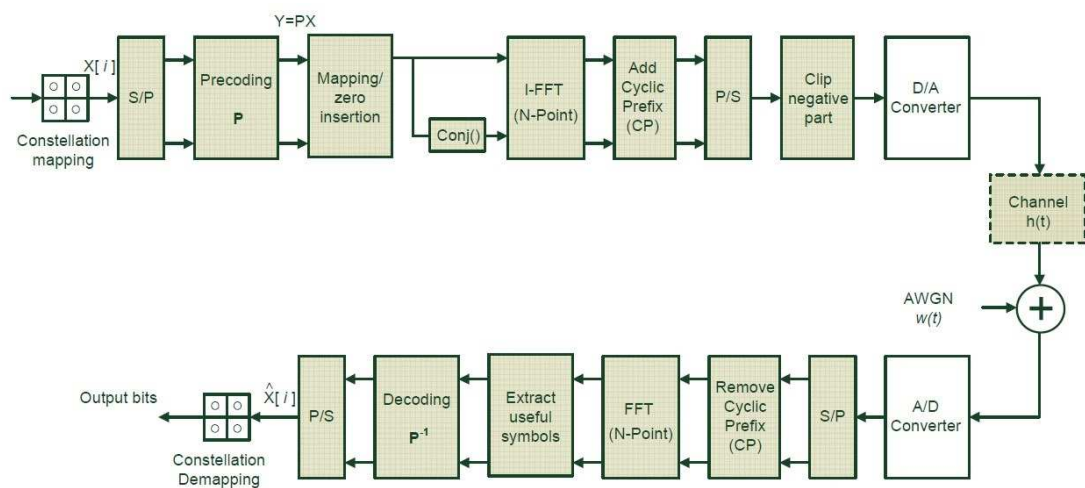 Y=PX
X[ i ]
Constellation
mapping
S/P
Precoding
P
Mapping/
zero
insertion
Conj()
I-FFT
(N-Point)
Add
Cyclic
Prefix
(CP)
P/S
Clip
negative
part
D/A
Converter
Channel
h(t)
AWGN
w(t)
+
Output bits
Constellation
Demapping
X̂[ i ]
P/S
Decoding
P⁻¹
Extract
useful
symbols
FFT
(N-Point)
Remove
Cyclic
Prefix
(CP)
S/P
A/D
Converter